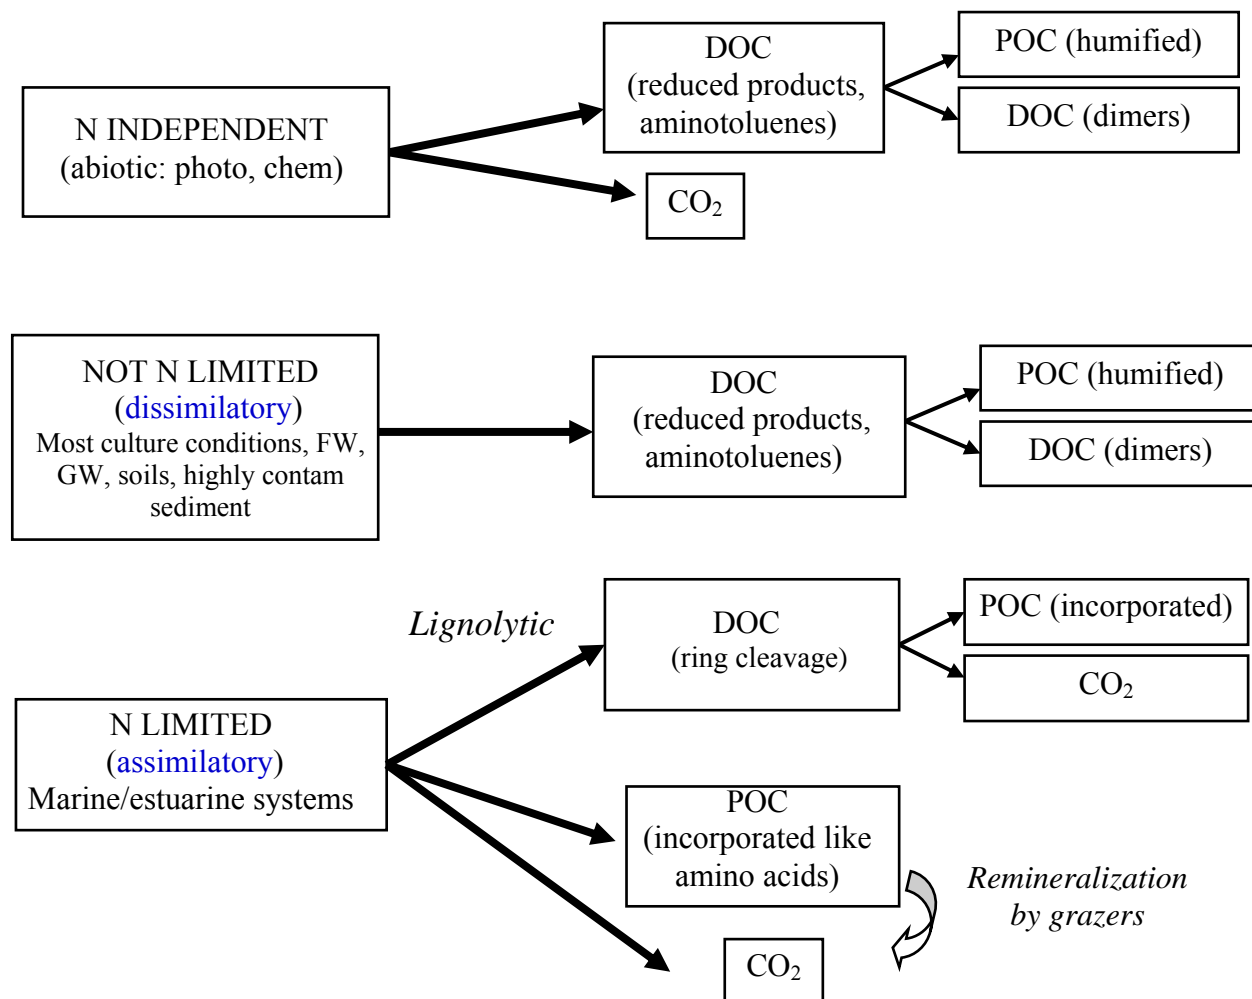 N INDEPENDENT
(abiotic: photo, chem)
DOC
(reduced products,
aminotoluenes)
CO₂
POC (humified)
DOC (dimers)
NOT N LIMITED
(dissimilatory)
Most culture conditions, FW,
GW, soils, highly contam
sediment
DOC
(reduced products,
aminotoluenes)
POC (humified)
DOC (dimers)
N LIMITED
(assimilatory)
Marine/estuarine systems
Lignolytic
DOC
(ring cleavage)
POC (incorporated)
CO₂
POC
(incorporated like
amino acids)
Remineralization
by grazers
CO₂